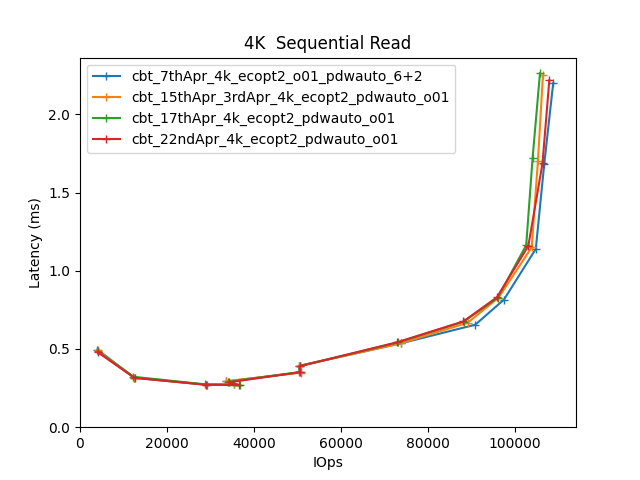 4K  Sequential Read
cbt_7thApr_4k_ecopt2_o01_pdwauto_6+2
cbt_15thApr_3rdApr_4k_ecopt2_pdwauto_o01
cbt_17thApr_4k_ecopt2_pdwauto_o01
cbt_22ndApr_4k_ecopt2_pdwauto_o01
Latency (ms)
2.0
1.5
1.0
0.5
0.0
0 20000 40000 60000 80000 100000
IOps